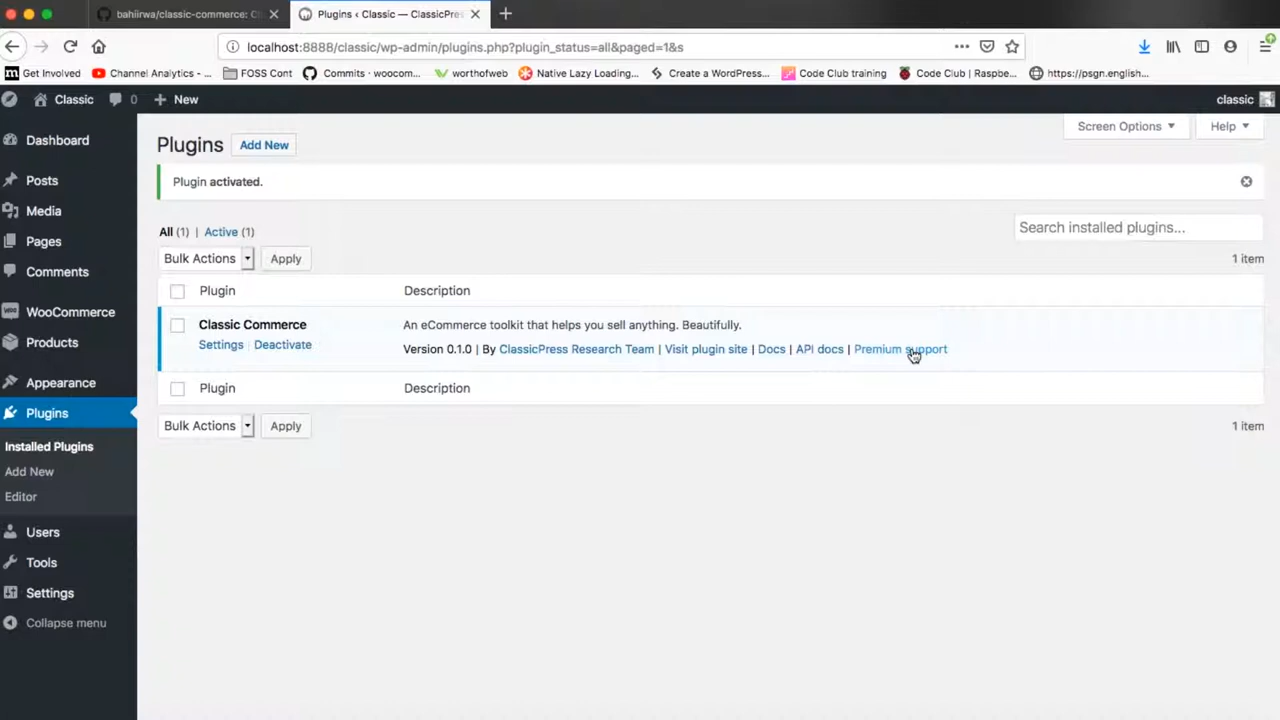 bahiirwa/classic-commerce: C
Plugins ‹ Classic — ClassicPres
localhost:8888/classic/wp-admin/plugins.php?plugin_status=all&paged=1&s
Get Involved
Channel Analytics - ...
FOSS Cont
Commits · woocom...
worthofweb
Native Lazy Loading...
Create a WordPress...
Code Club training
Code Club | Raspbe...
https://psgn.english...
Classic
0
New
classic
Dashboard
Posts
Media
Pages
Comments
WooCommerce
Products
Appearance
Plugins
Installed Plugins
Add New
Editor
Users
Tools
Settings
Collapse menu
Screen Options
Help
Plugins
Add New
Plugin activated.
All (1) | Active (1)
Search installed plugins...
Bulk Actions
Apply
1 item
Plugin
Description
Classic Commerce
An eCommerce toolkit that helps you sell anything. Beautifully.
Settings | Deactivate
Version 0.1.0 | By ClassicPress Research Team | Visit plugin site | Docs | API docs | Premium support
Plugin
Description
Bulk Actions
Apply
1 item